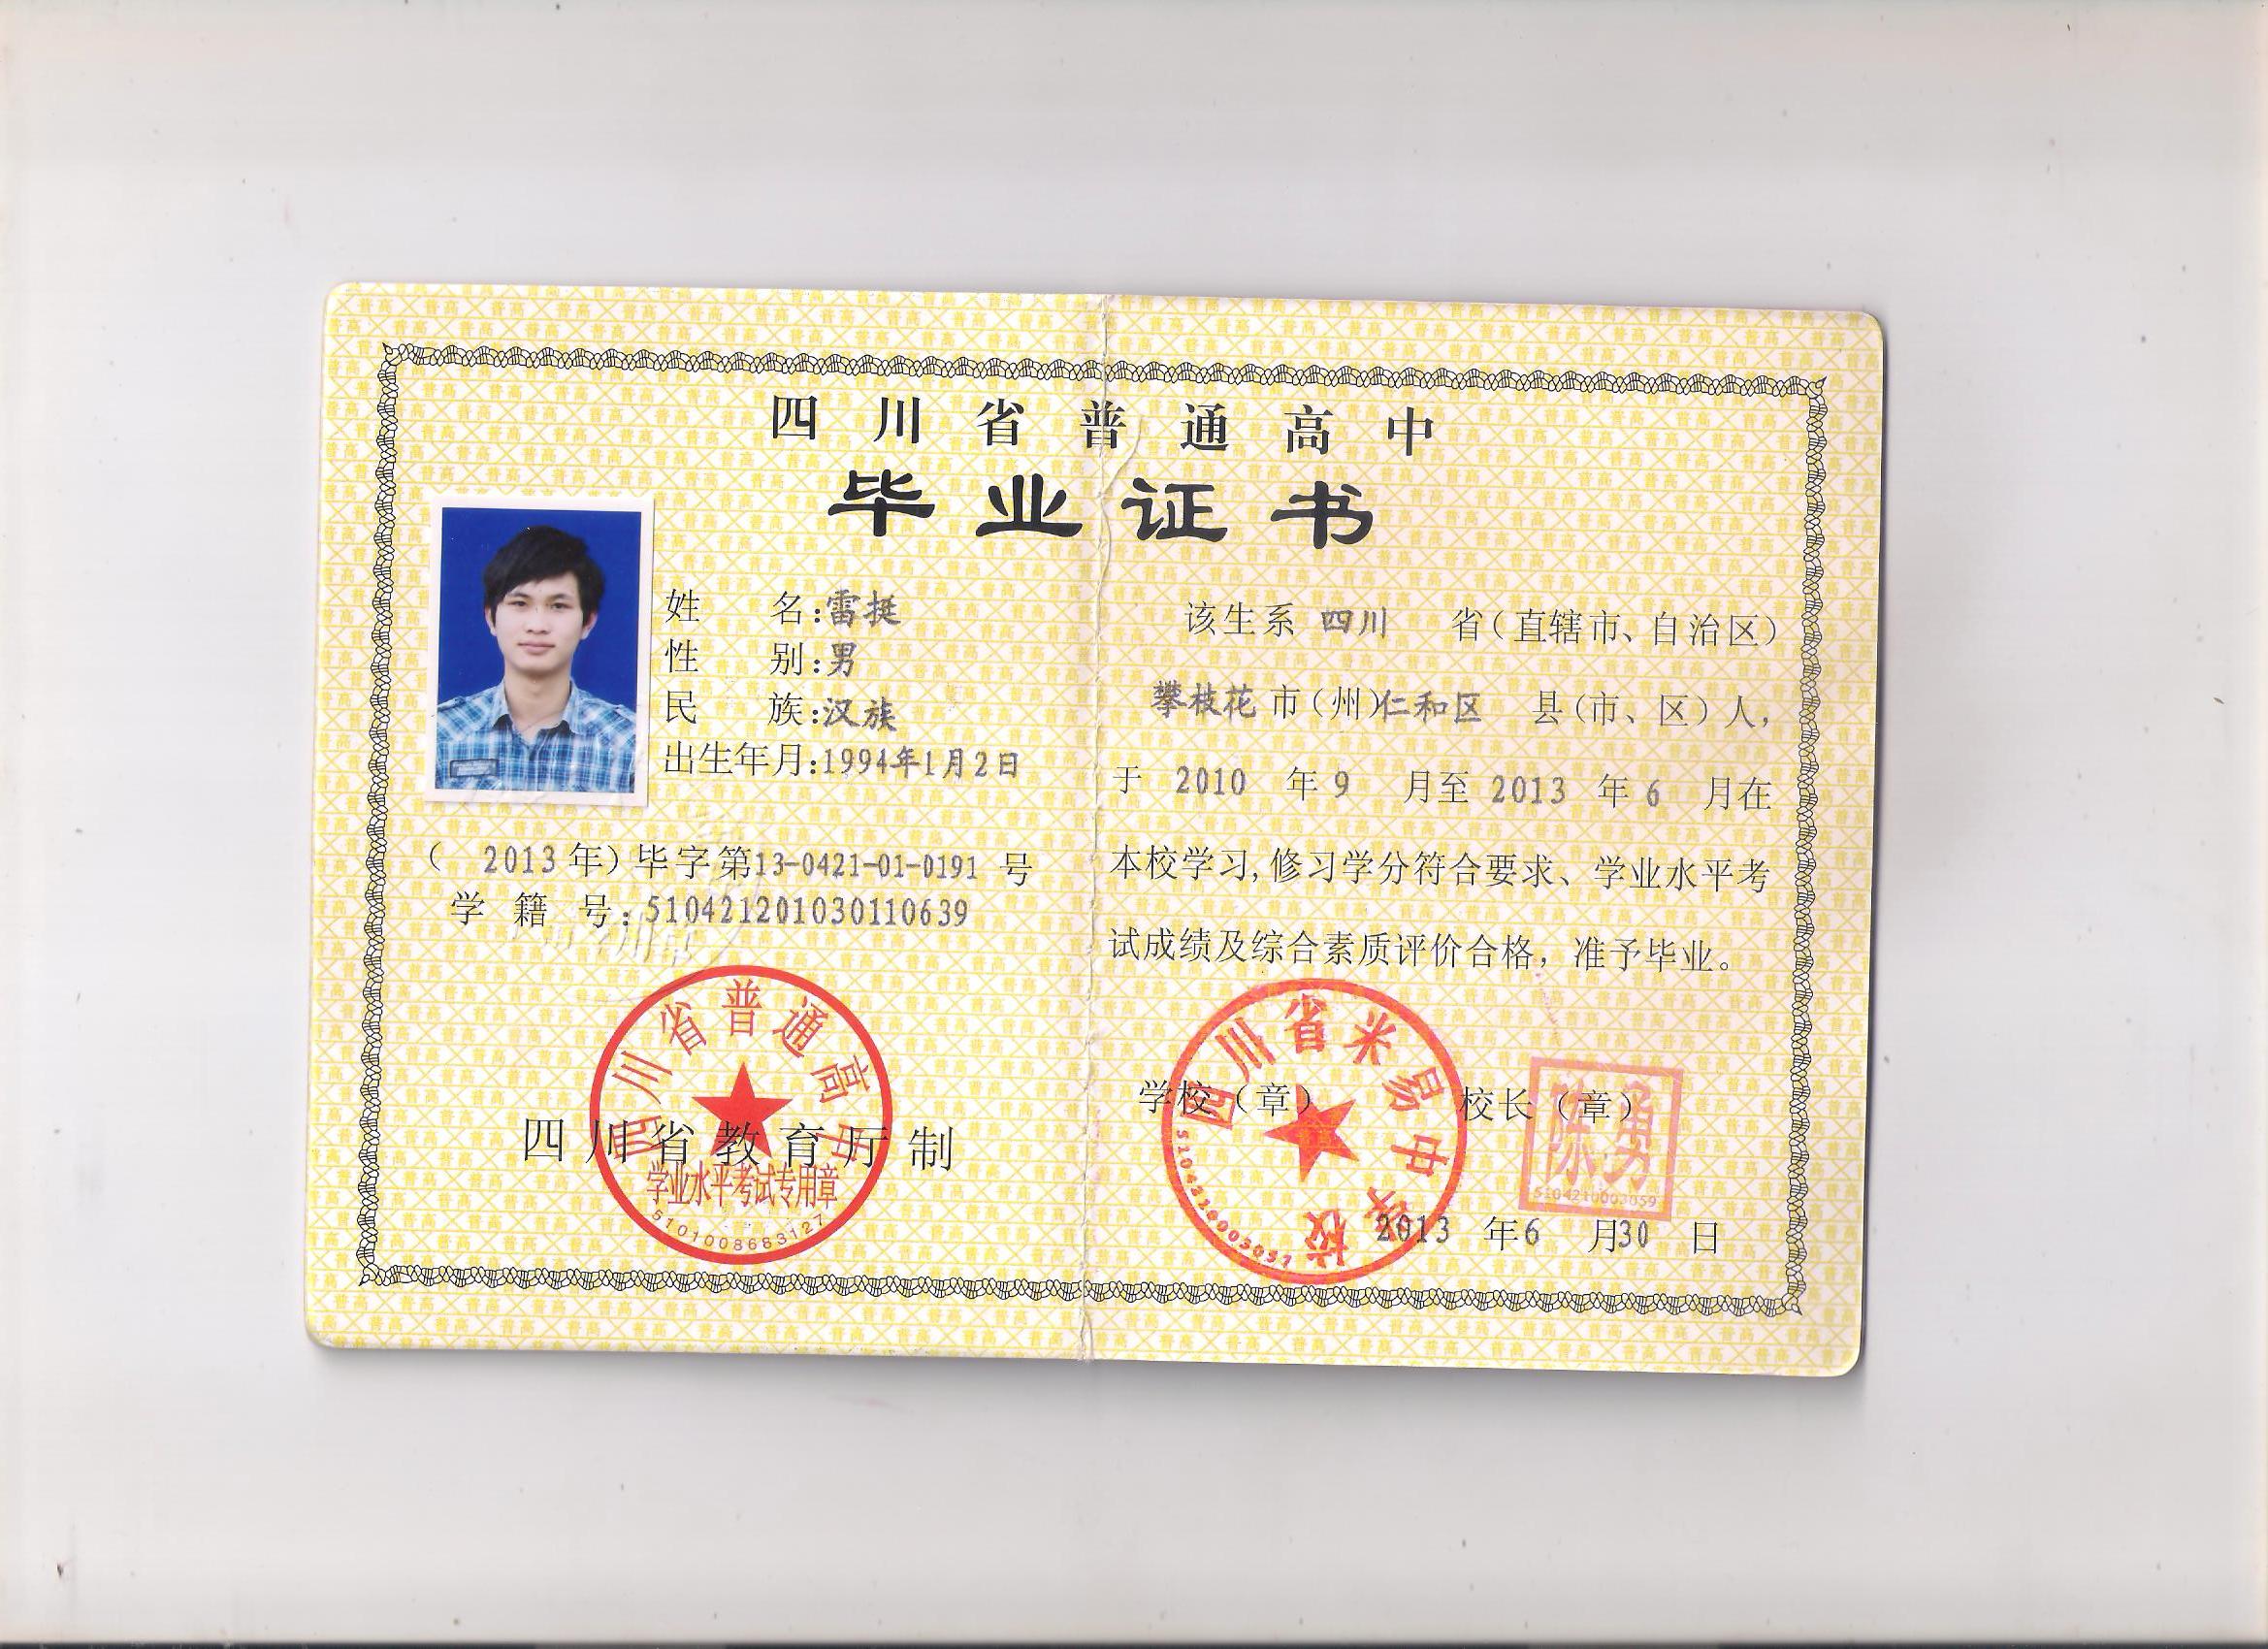 四川省普通高中
毕业证书
姓 名:雷挺
性 别:男
民 族:汉族
出生年月:1994年1月2日
( 2013 年) 毕字第13-0421-01-0191 号
学 籍 号:510421201030110639
四川省普通高中
学业水平考试专用章
5101008683127
四川省教育厅制
该生系 四川 省(直辖市、自治区)
攀枝花 市(州)仁和区 县(市、区)人,
于 2010 年 9 月至 2013 年 6 月在
本校学习,修习学分符合要求、学业水平考
试成绩及综合素质评价合格,准予毕业。
学校(章) 校长(章)
四川省米易中学校
5104210003057
陈勇
5104210003059
2013 年 6 月 30 日